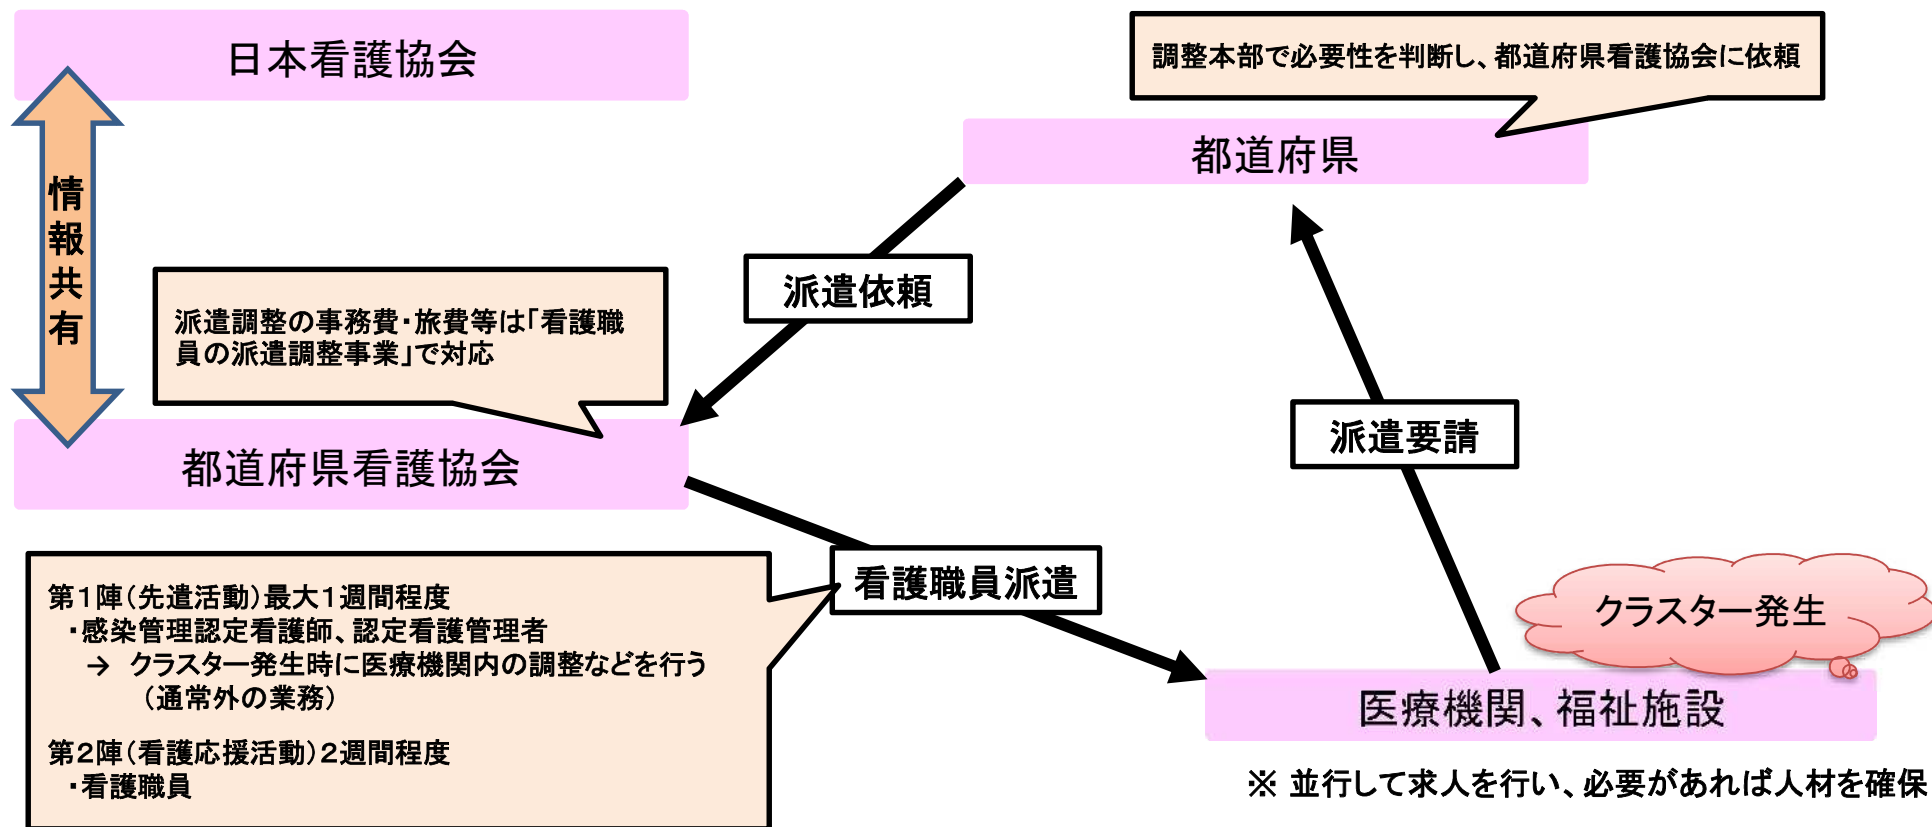 日本看護協会
調整本部で必要性を判断し、都道府県看護協会に依頼
都道府県
情報共有
派遣依頼
派遣調整の事務費・旅費等は「看護職
員の派遣調整事業」で対応
派遣要請
都道府県看護協会
看護職員派遣
第1陣（先遣活動）最大1週間程度
・感染管理認定看護師、認定看護管理者
→ クラスター発生時に医療機関内の調整などを行う
（通常外の業務）
第2陣（看護応援活動）2週間程度
・看護職員
クラスター発生
医療機関、福祉施設
※ 並行して求人を行い、必要があれば人材を確保